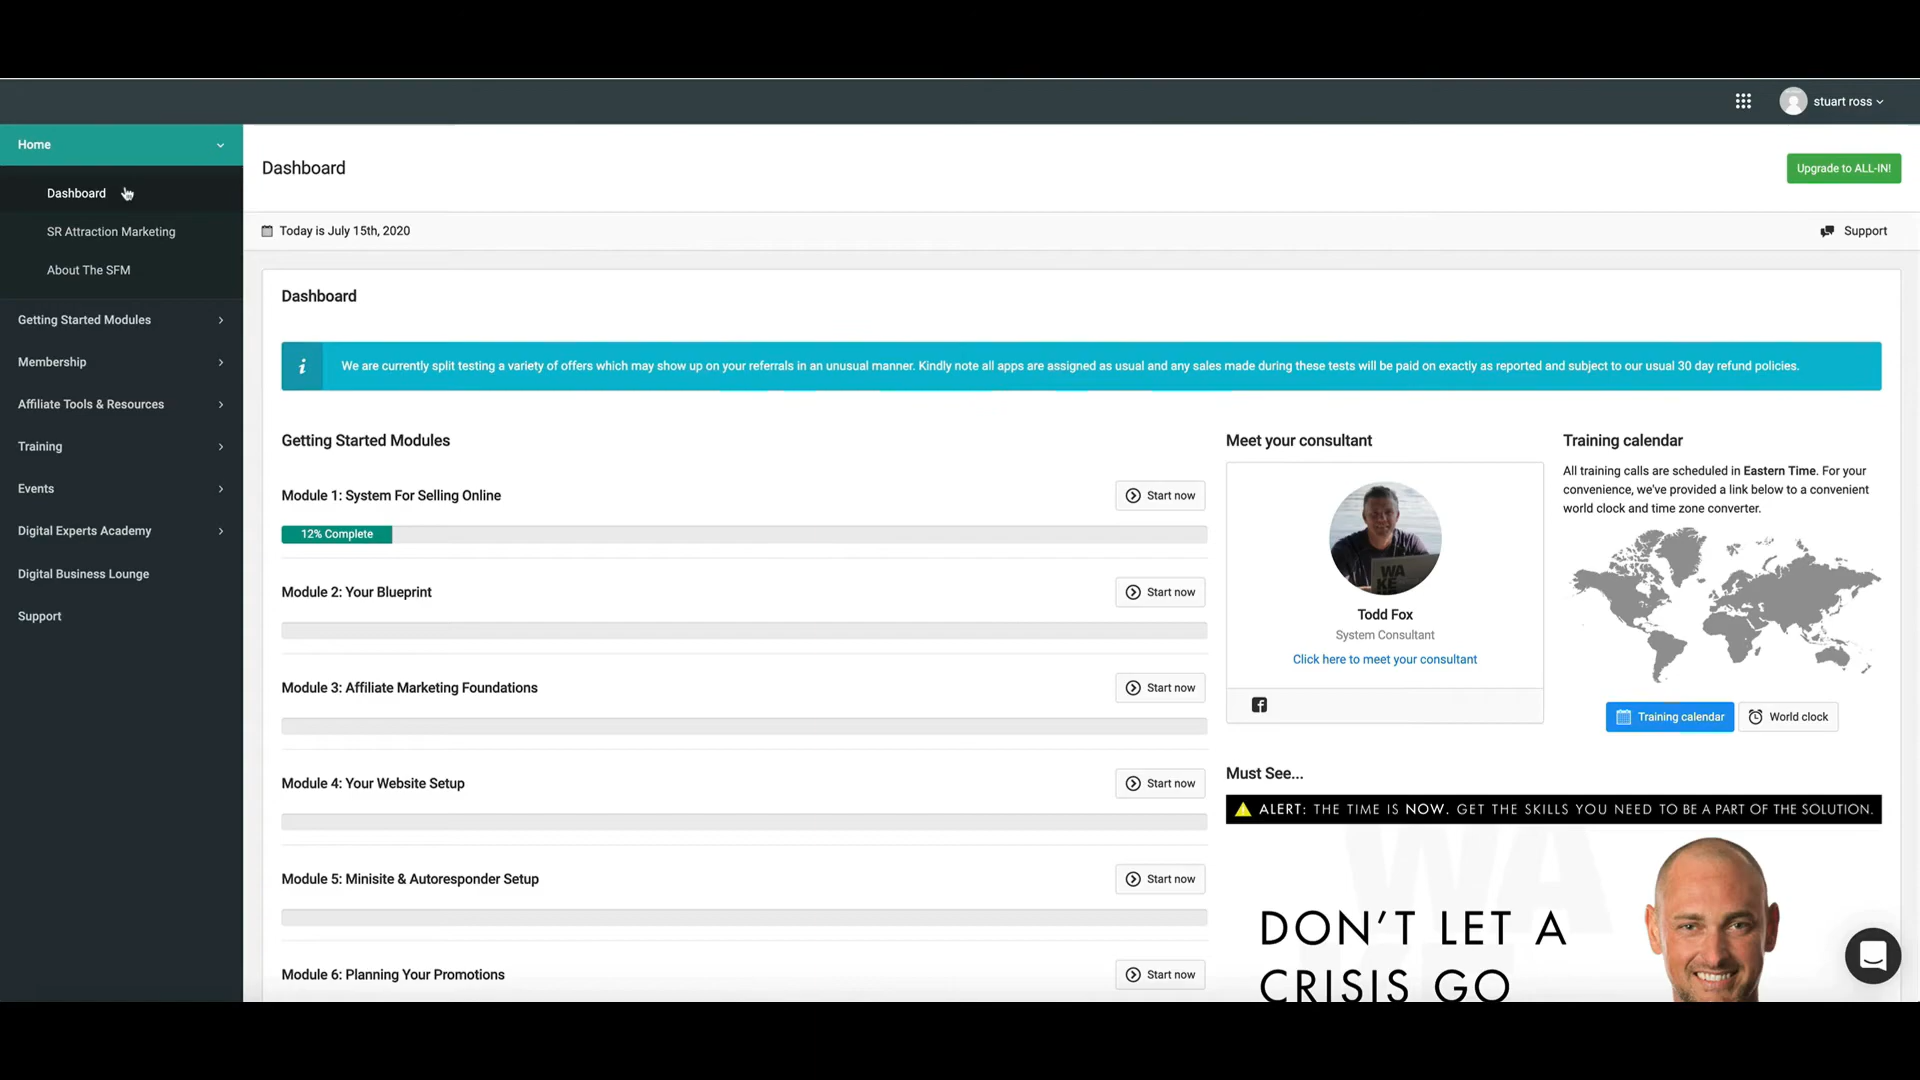 stuart ross
Home
Dashboard
SR Attraction Marketing
About The SFM
Getting Started Modules
Membership
Affiliate Tools & Resources
Training
Events
Digital Experts Academy
Digital Business Lounge
Support
Dashboard
Upgrade to ALL-IN!
Today is July 15th, 2020
Support
Dashboard
i
We are currently split testing a variety of offers which may show up on your referrals in an unusual manner. Kindly note all apps are assigned as usual and any sales made during these tests will be paid on exactly as reported and subject to our usual 30 day refund policies.
Getting Started Modules
Module 1: System For Selling Online
Start now
12% Complete
Module 2: Your Blueprint
Start now
Module 3: Affiliate Marketing Foundations
Start now
Module 4: Your Website Setup
Start now
Module 5: Minisite & Autoresponder Setup
Start now
Module 6: Planning Your Promotions
Start now
Meet your consultant
WA
KE
Todd Fox
System Consultant
Click here to meet your consultant
Training calendar
All training calls are scheduled in Eastern Time. For your
convenience, we've provided a link below to a convenient
world clock and time zone converter.
Training calendar
World clock
Must See...
ALERT: THE TIME IS NOW. GET THE SKILLS YOU NEED TO BE A PART OF THE SOLUTION.
WA
DON'T LET A
CRISIS GO